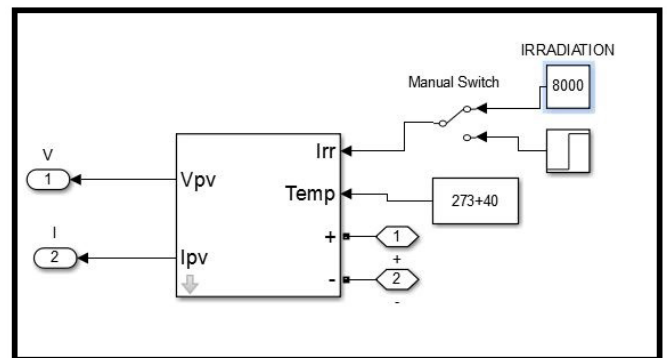 IRRADIATION
Manual Switch
8000
V
1
I
2
Vpv
Ipv
Irr
Temp
+
-
273+40
1
+
2
-